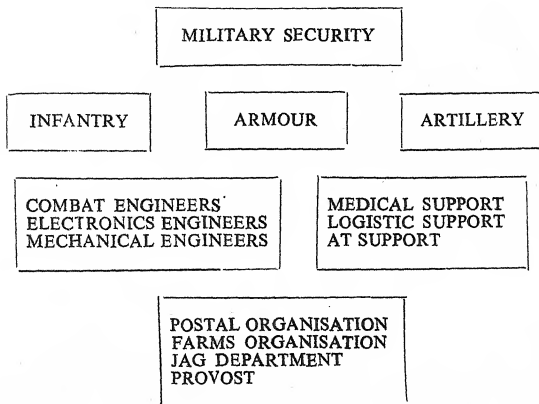 MILITARY SECURITY
INFANTRY
ARMOUR
ARTILLERY
COMBAT ENGINEERS
ELECTRONICS ENGINEERS
MECHANICAL ENGINEERS
MEDICAL SUPPORT
LOGISTIC SUPPORT
AT SUPPORT
POSTAL ORGANISATION
FARMS ORGANISATION
JAG DEPARTMENT
PROVOST